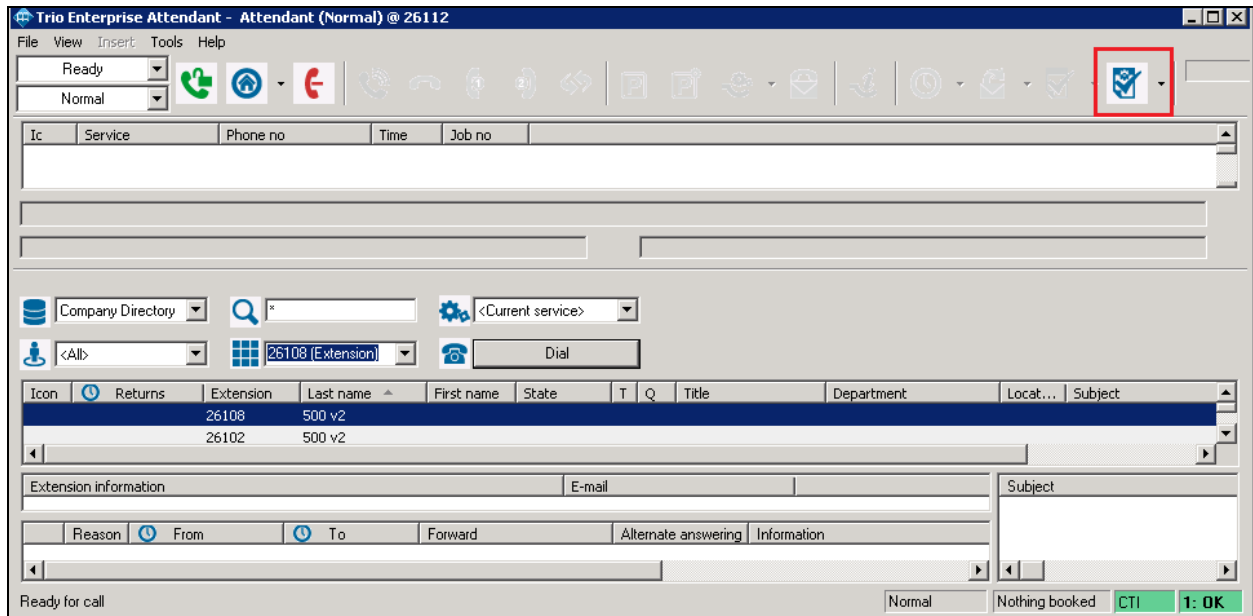 Trio Enterprise Attendant - Attendant (Normal) @ 26112
File View Insert Tools Help
Ready
Normal
Ic Service Phone no Time Job no
Company Directory * <Current service>
<All> 26108 (Extension) Dial
Icon Returns Extension Last name First name State T Q Title Department Locat... Subject
26108 500 v2
26102 500 v2
Extension information E-mail Subject
Reason From To Forward Alternate answering Information
Ready for call Normal Nothing booked CTI 1: OK